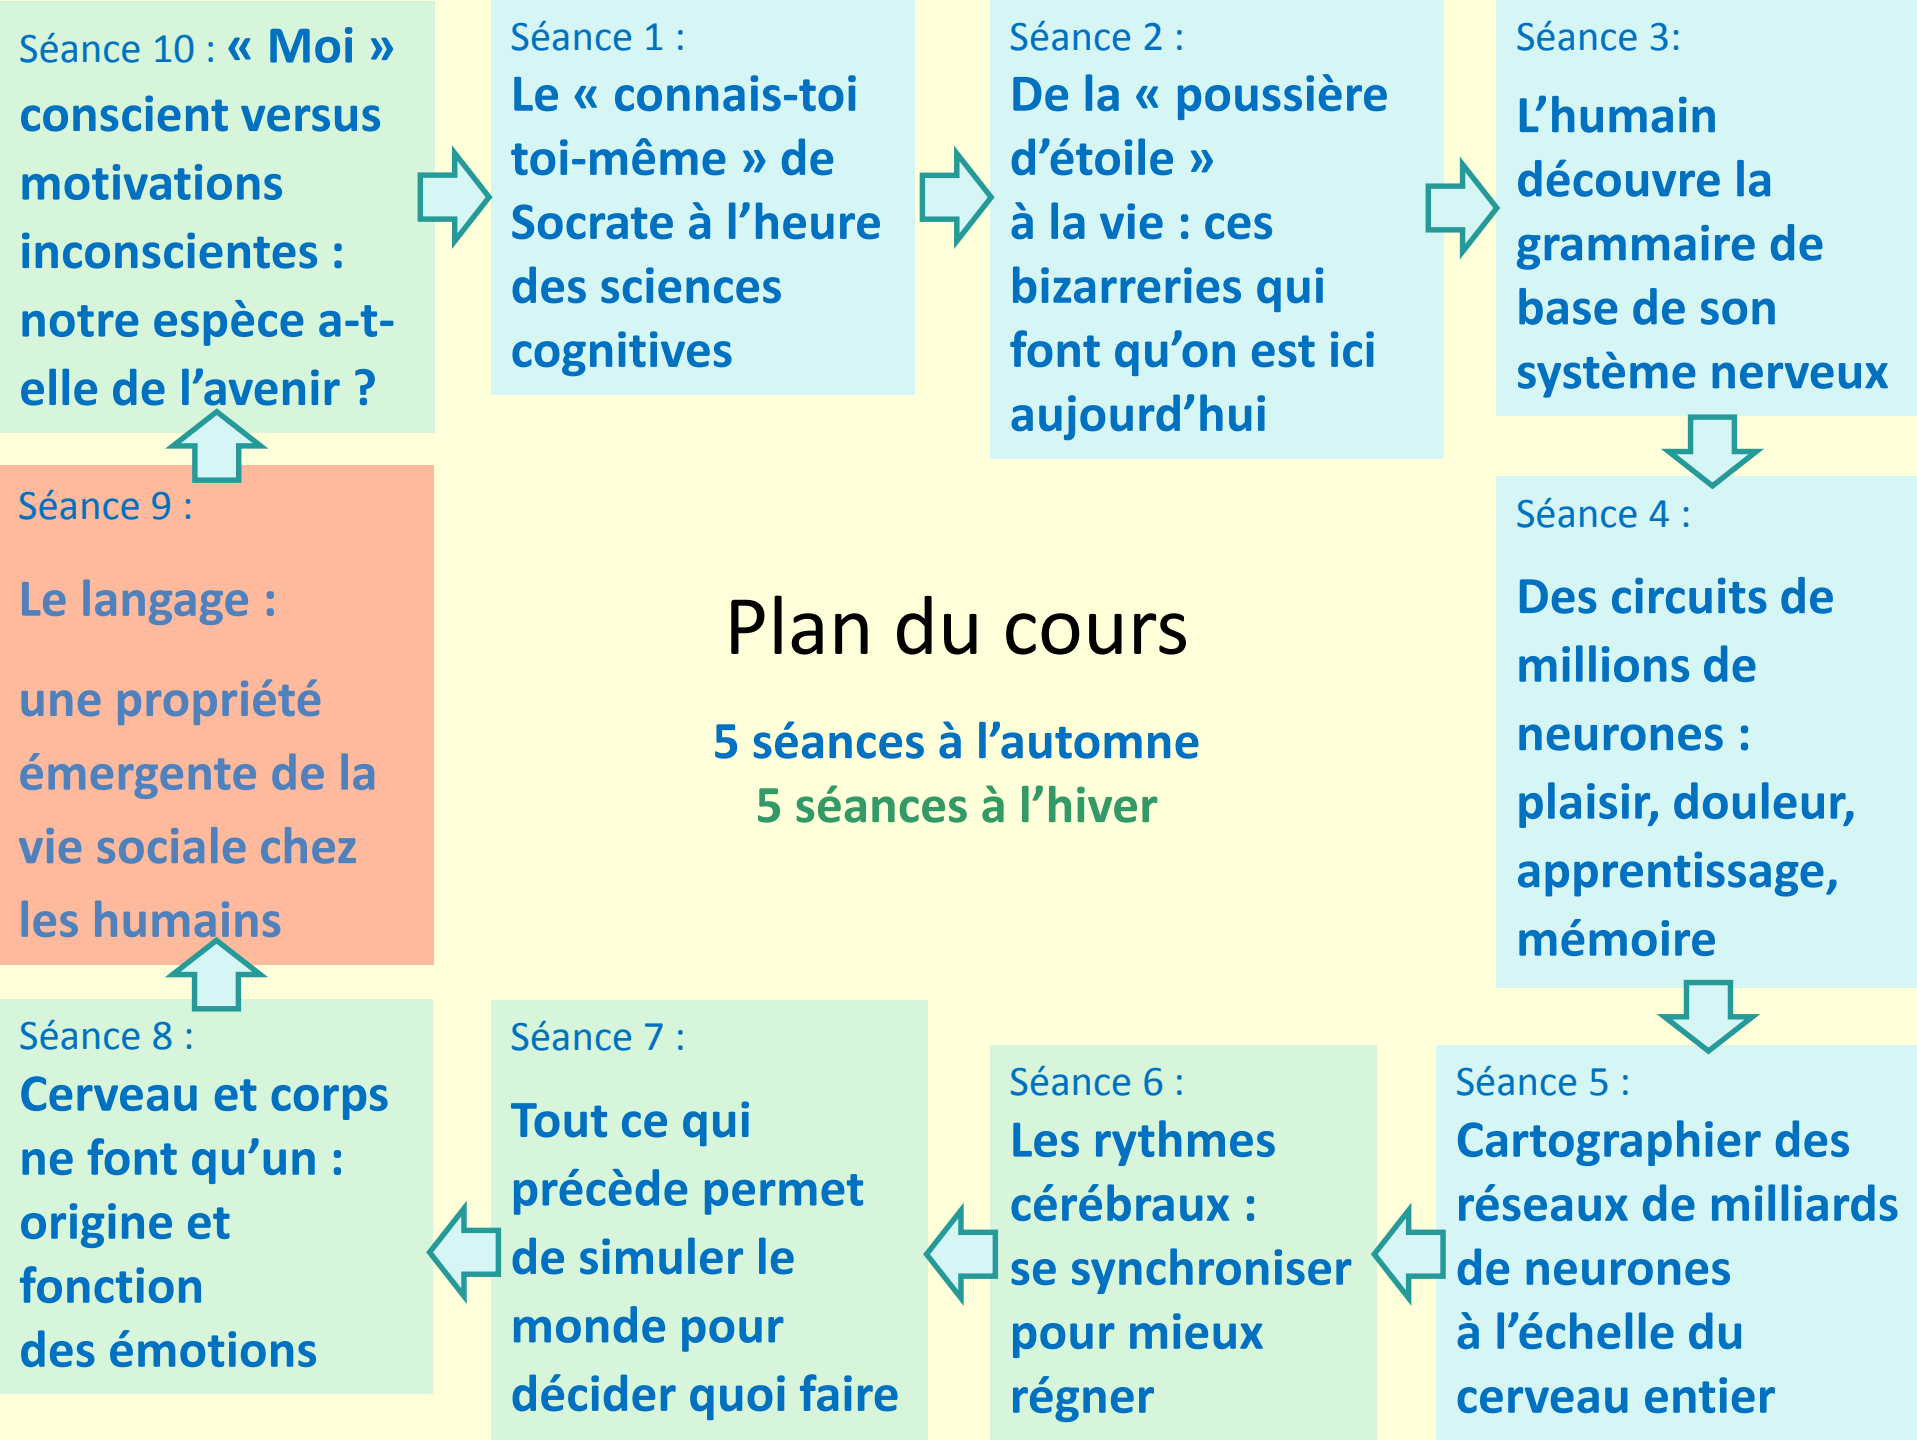 Séance 10 : « Moi »
conscient versus
motivations
inconscientes :
notre espèce a-t-
elle de l’avenir ?
Séance 1 :
Le « connais-toi
toi-même » de
Socrate à l’heure
des sciences
cognitives
Séance 2 :
De la « poussière
d’étoile »
à la vie : ces
bizarreries qui
font qu’on est ici
aujourd’hui
Séance 3:
L’humain
découvre la
grammaire de
base de son
système nerveux
Séance 4 :
Des circuits de
millions de
neurones :
plaisir, douleur,
apprentissage,
mémoire
Séance 5 :
Cartographier des
réseaux de milliards
de neurones
à l’échelle du
cerveau entier
Séance 6 :
Les rythmes
cérébraux :
se synchroniser
pour mieux
régner
Séance 7 :
Tout ce qui
précède permet
de simuler le
monde pour
décider quoi faire
Séance 8 :
Cerveau et corps
ne font qu’un :
origine et
fonction
des émotions
Séance 9 :
Le langage :
une propriété
émergente de la
vie sociale chez
les humains
Plan du cours
5 séances à l’automne
5 séances à l’hiver